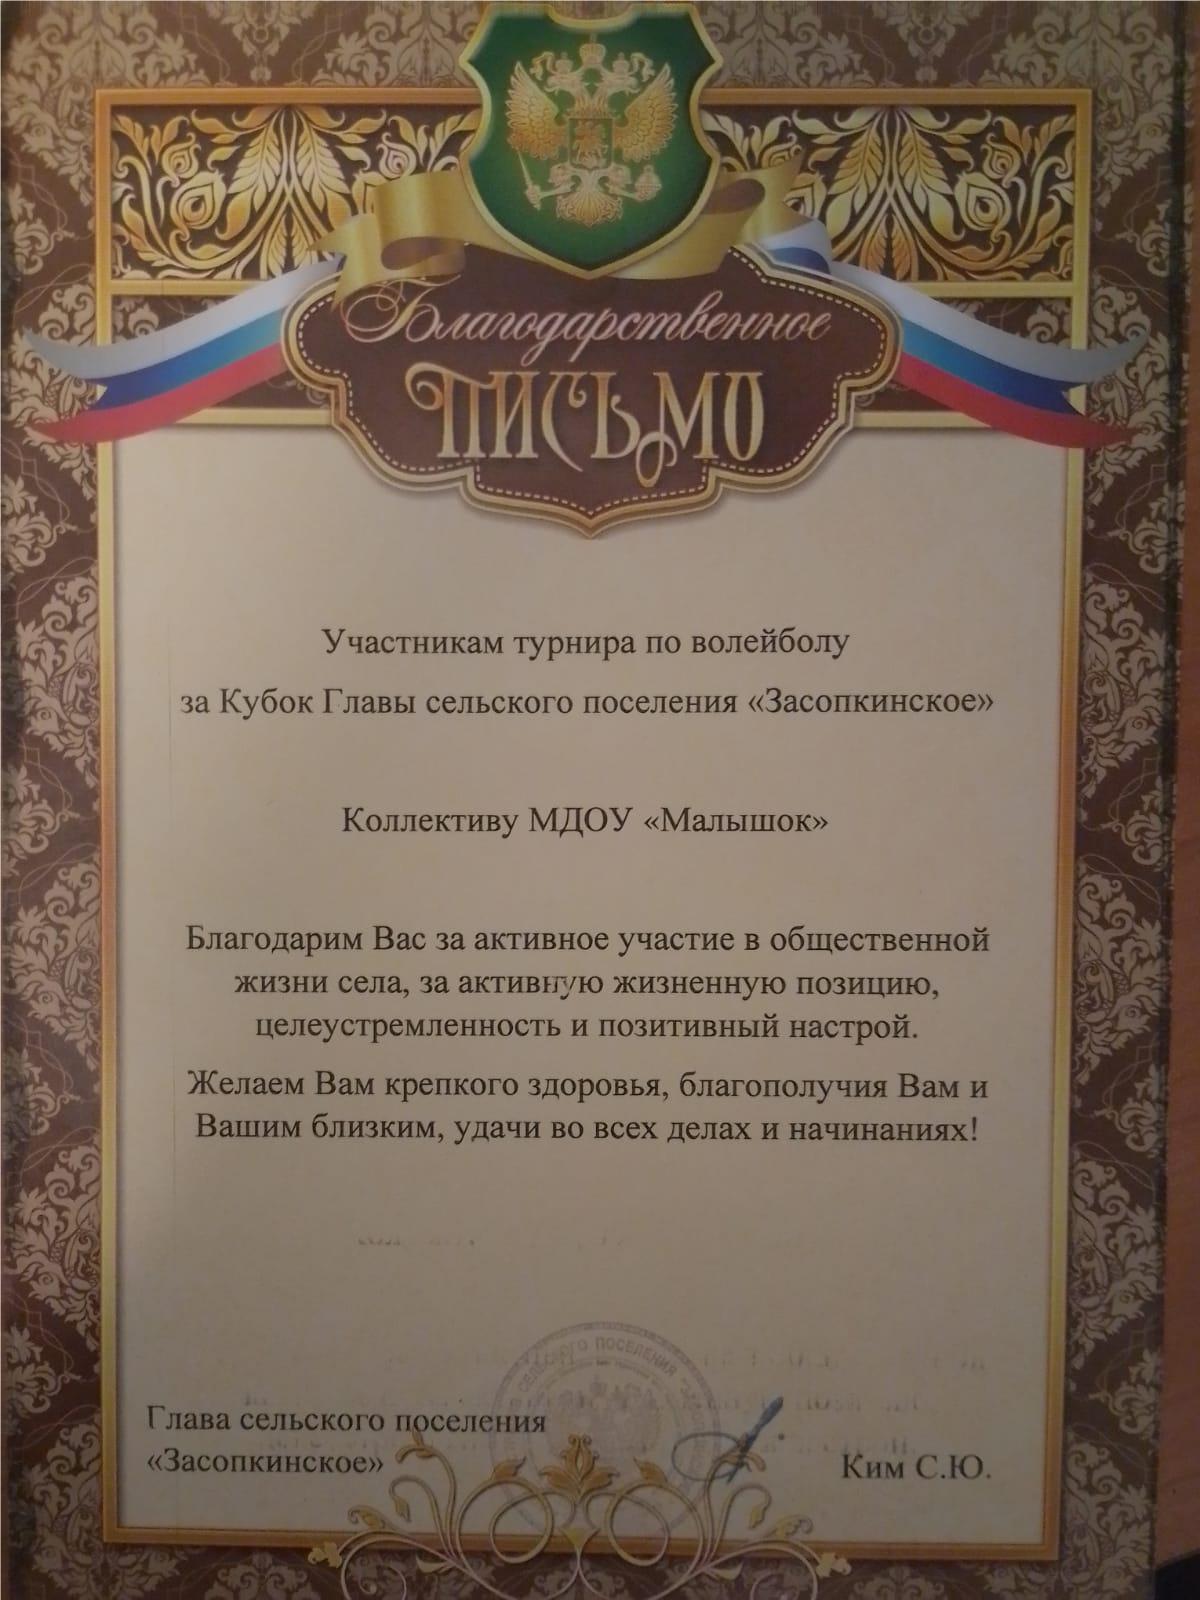 Благодарственное
ПИСЬМО
Участникам турнира по волейболу
за Кубок Главы сельского поселения «Засопкинское»
Коллективу МДОУ «Малышок»
Благодарим Вас за активное участие в общественной
жизни села, за активную жизненную позицию,
целеустремленность и позитивный настрой.
Желаем Вам крепкого здоровья, благополучия Вам и
Вашим близким, удачи во всех делах и начинаниях!
СЕЛЬСКОГО ПОСЕЛЕНИЯ
Глава сельского поселения
«Засопкинское»
Ким С.Ю.